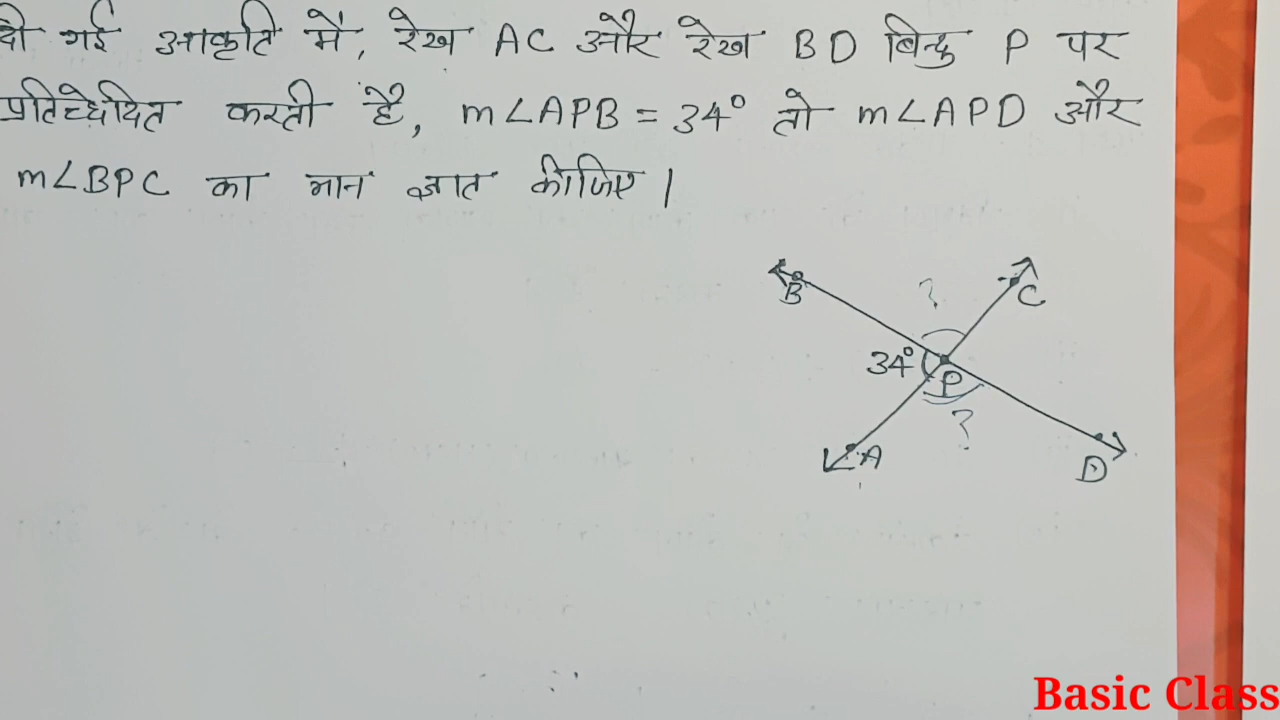 दी गई आकृति में, रेख AC और रेख BD बिन्दु P पर
प्रतिच्छेदित करती है, m∠APB = 34° तो m∠APD और
m∠BPC का मान ज्ञात कीजिए।
B
?
C
34°
P
?
A
D
Basic Class